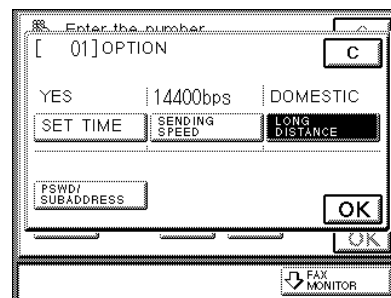 Enter the number
[ 01] OPTION
C
YES 14400bps DOMESTIC
SET TIME
SENDING
SPEED
LONG
DISTANCE
PSWD/
SUBADDRESS
OK
OK
FAX
MONITOR